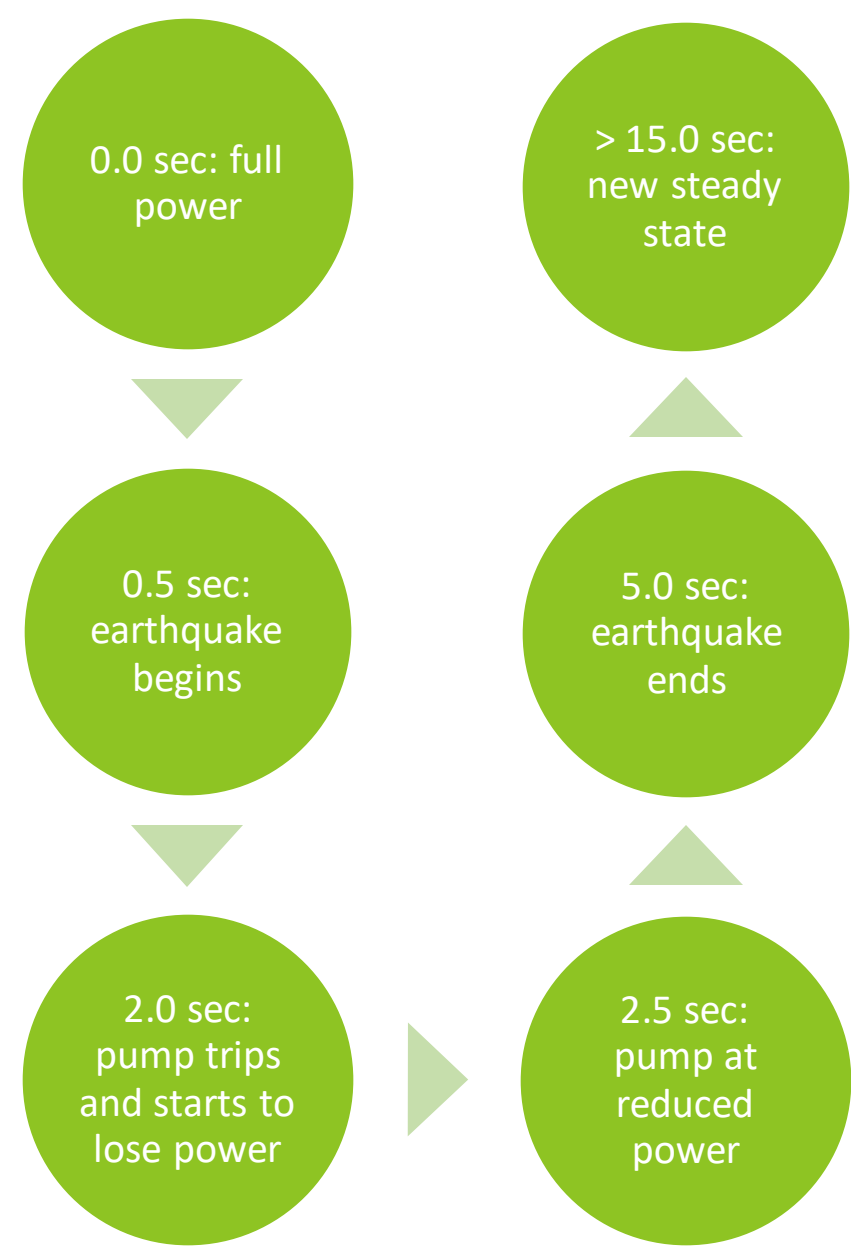 0.0 sec: full
power
0.5 sec:
earthquake
begins
2.0 sec:
pump trips
and starts to
lose power
2.5 sec:
pump at
reduced
power
5.0 sec:
earthquake
ends
> 15.0 sec:
new steady
state